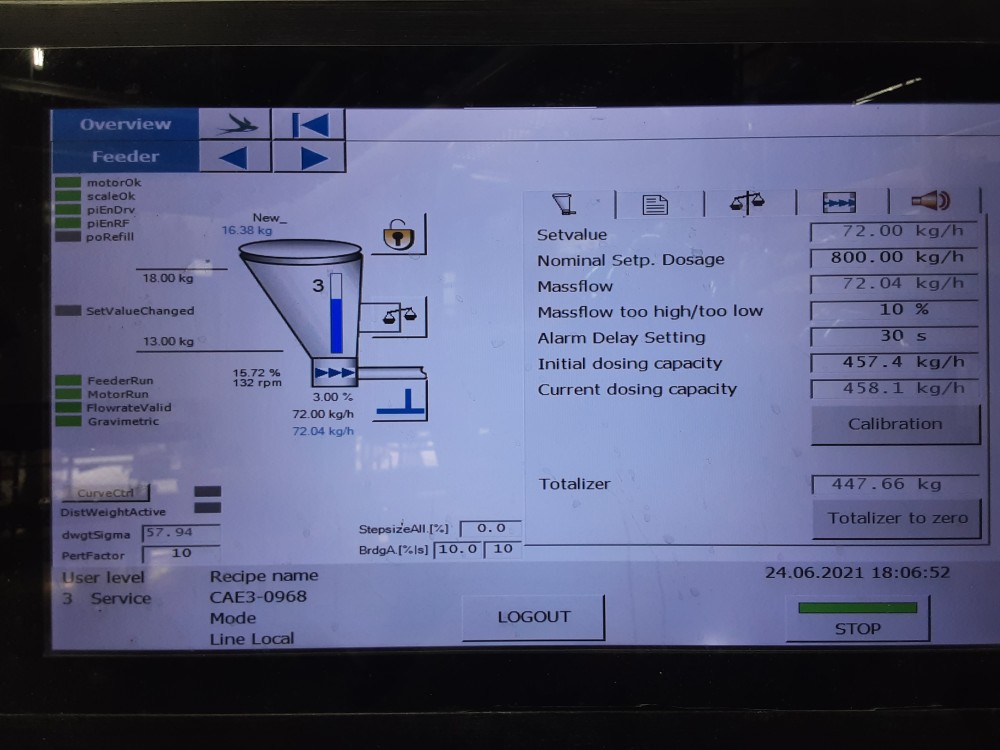 Overview
Feeder
motorOk
scaleOk
piEnDrv
piEnRF
poRefill
New_
16.38 kg
18.00 kg
3
SetValueChanged
13.00 kg
15.72 %
132 rpm
3.00 %
72.00 kg/h
72.04 kg/h
FeederRun
MotorRun
FlowrateValid
Gravimetric
CurveCtrl
DistWeightActive
dwgtSigma 57.94
PertFactor 10
StepsizeAll.[%] 0.0
BrdgA.[%|s] 10.0 10
Setvalue 72.00 kg/h
Nominal Setp. Dosage 800.00 kg/h
Massflow 72.04 kg/h
Massflow too high/too low 10 %
Alarm Delay Setting 30 s
Initial dosing capacity 457.4 kg/h
Current dosing capacity 458.1 kg/h
Calibration
Totalizer 447.66 kg
Totalizer to zero
User level
3 Service
Recipe name
CAE3-0968
Mode
Line Local
LOGOUT
24.06.2021 18:06:52
STOP